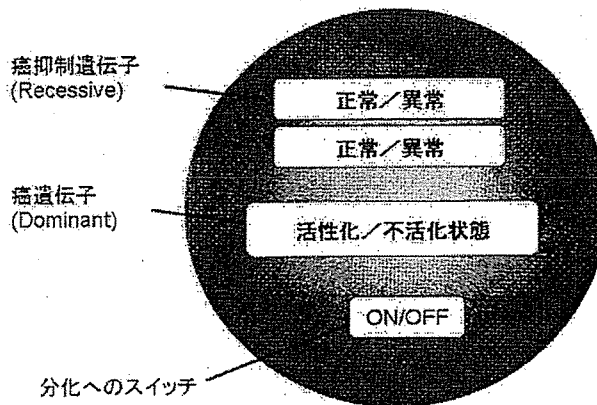 癌抑制遺伝子
(Recessive)
正常／異常
正常／異常
癌遺伝子
(Dominant)
活性化／不活化状態
ON/OFF
分化へのスイッチ